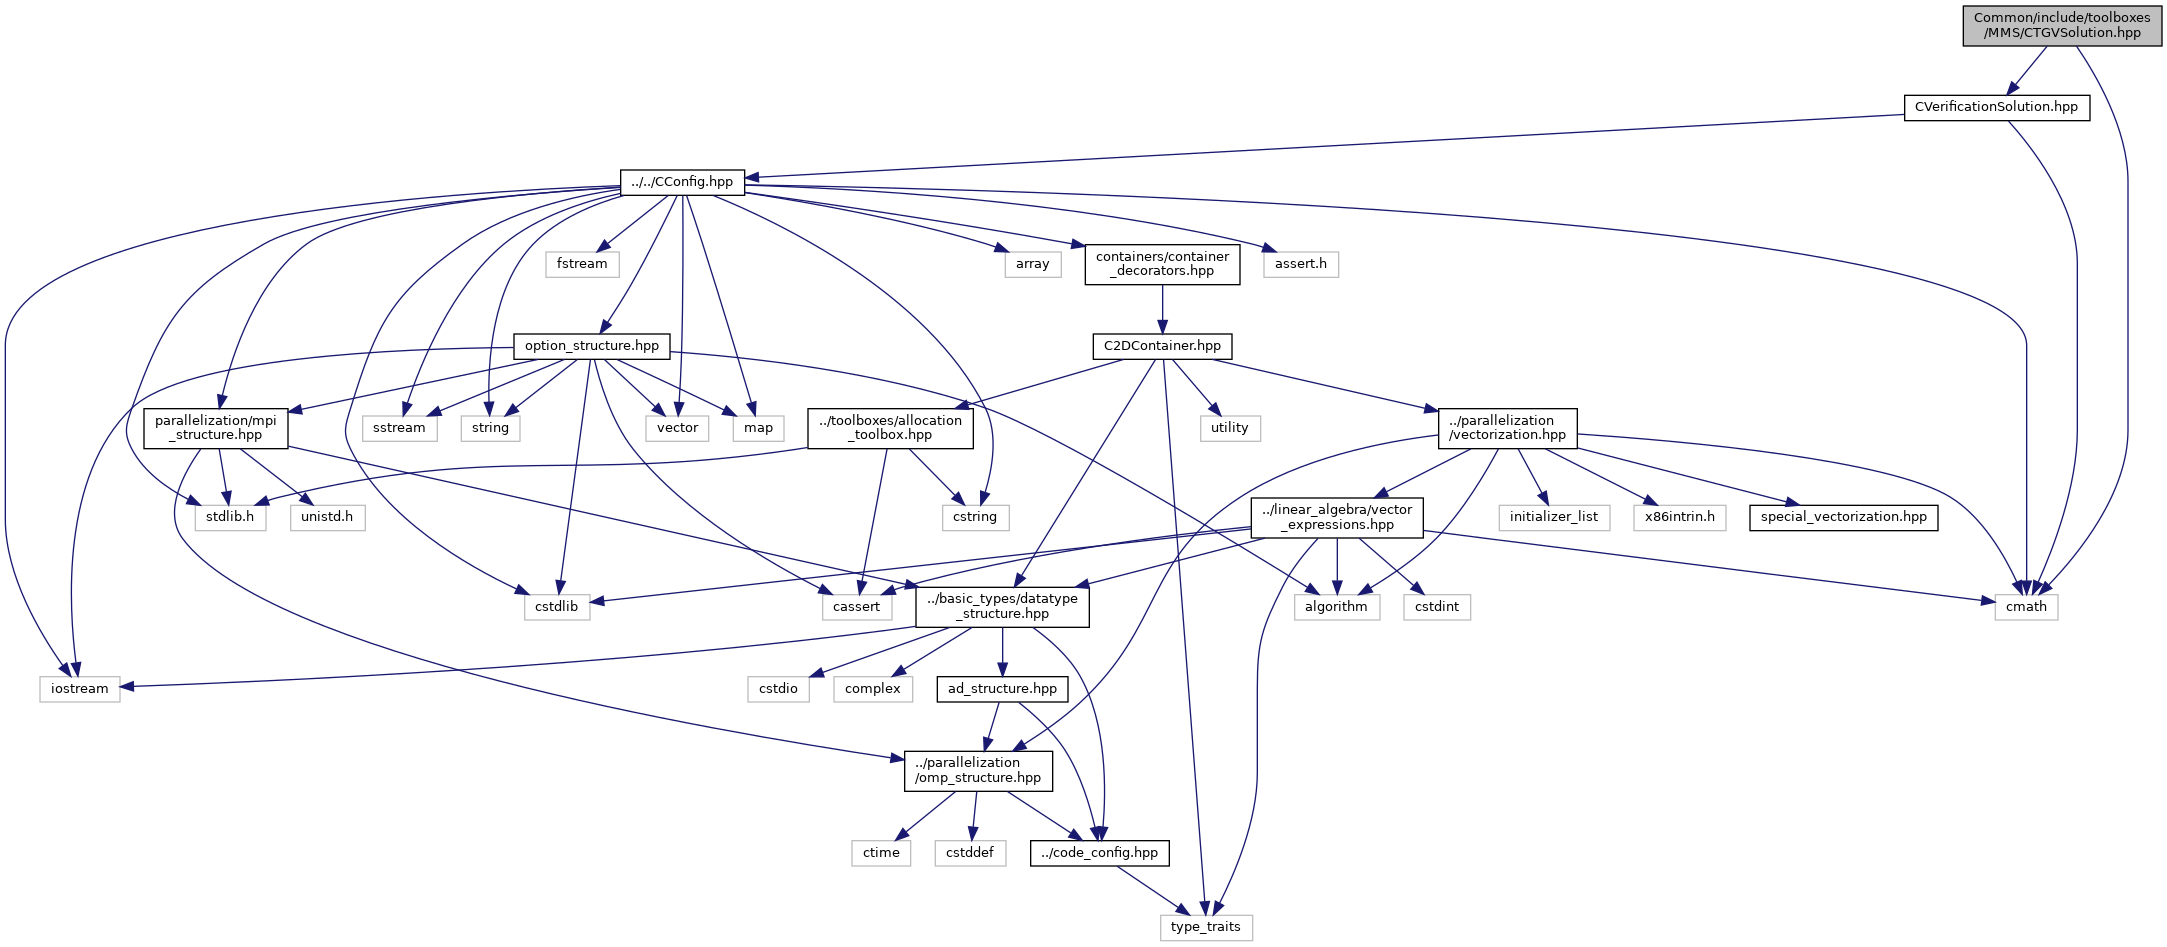 Common/include/toolboxes
/MMS/CTGVSolution.hpp
CVerificationSolution.hpp
../../CConfig.hpp
fstream
array
containers/container
_decorators.hpp
assert.h
option_structure.hpp
C2DContainer.hpp
parallelization/mpi
_structure.hpp
sstream
string
vector
map
../toolboxes/allocation
_toolbox.hpp
utility
../parallelization
/vectorization.hpp
stdlib.h
unistd.h
cstring
../linear_algebra/vector
_expressions.hpp
initializer_list
x86intrin.h
special_vectorization.hpp
cstdlib
cassert
../basic_types/datatype
_structure.hpp
algorithm
cstdint
cmath
iostream
cstdio
complex
ad_structure.hpp
../parallelization
/omp_structure.hpp
ctime
cstddef
../code_config.hpp
type_traits